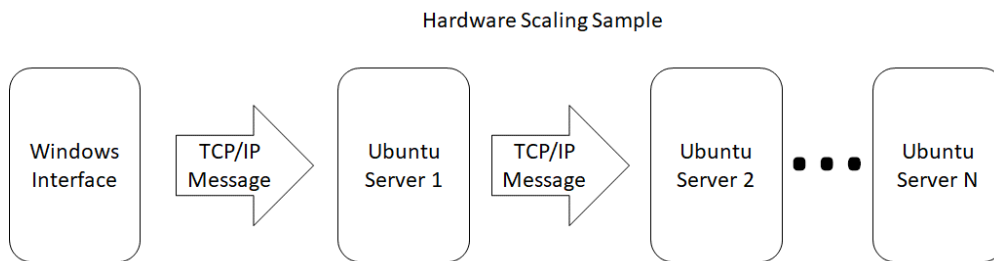 Hardware Scaling Sample
Windows
Interface
TCP/IP
Message
Ubuntu
Server 1
TCP/IP
Message
Ubuntu
Server 2
Ubuntu
Server N